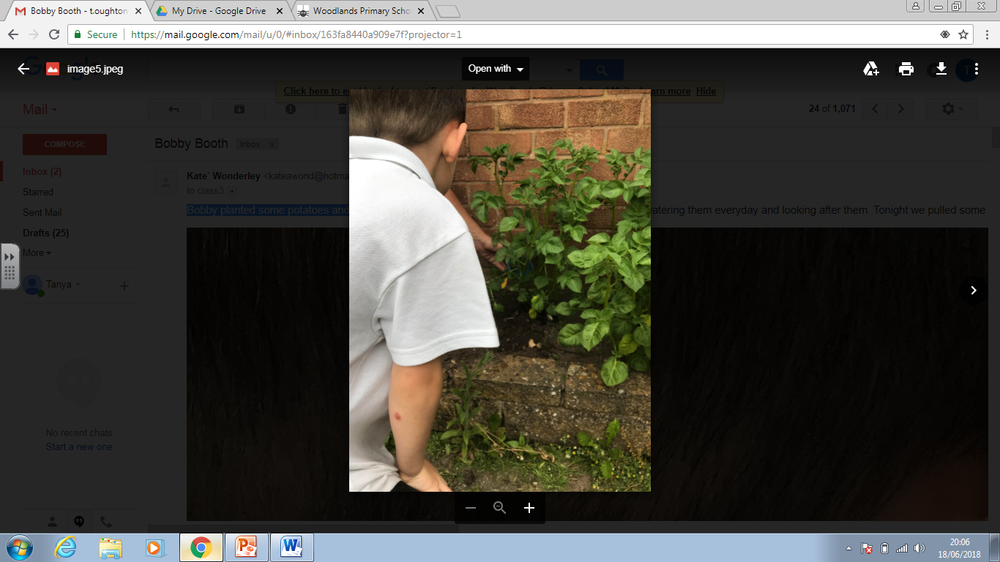 Bobby Booth - t.oughton
My Drive - Google Drive
Woodlands Primary Scho
Secure
https://mail.google.com/mail/u/0/#inbox/163fa8440a909e7f?projector=1
image5.jpeg
Open with
Click here to
earn more Hide
Mail
24 of 1,071
COMPOSE
Bobby Booth
Inbox x
Inbox (2)
Kate` Wonderley <kateawond@hotma
to class3
Starred
Sent Mail
Bobby planted some potatoes and
atering them everyday and looking after them. Tonight we pulled some
Drafts (25)
More
Tanya
No recent chats
Start a new one
20:06
18/06/2018